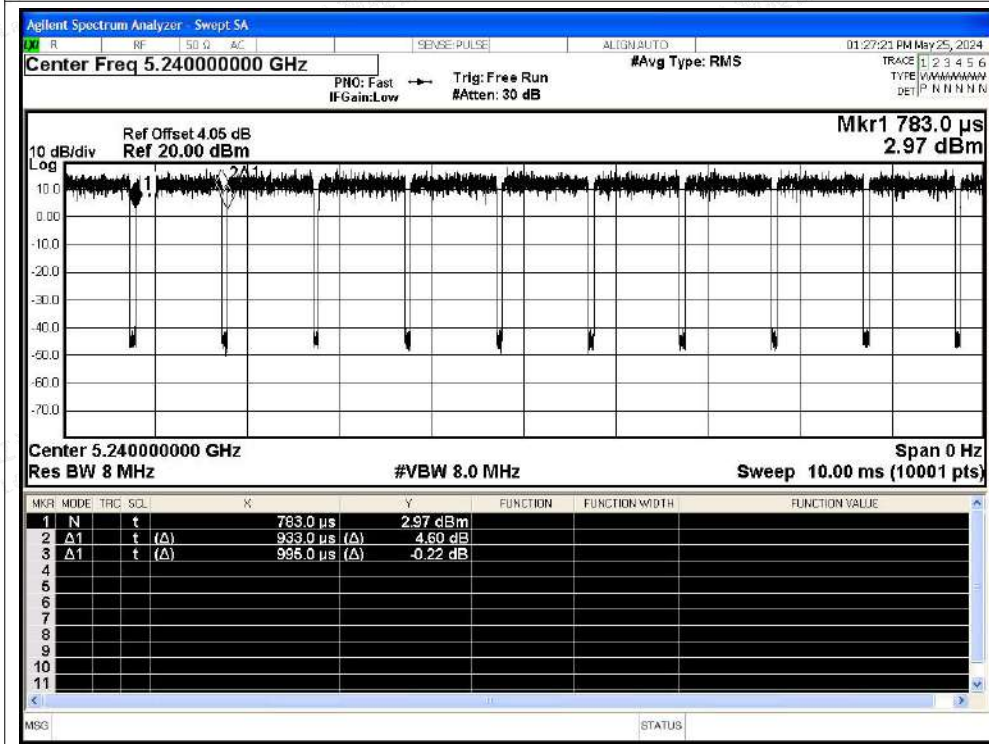 Agilent Spectrum Analyzer - Swept SA
LXI R RF 50 Ω AC SENSE:PULSE ALIGN AUTO 01:27:21 PM May 25, 2024
Center Freq 5.240000000 GHz #Avg Type: RMS TRACE 1 2 3 4 5 6
PNO: Fast Trig: Free Run TYPE
IFGain:Low #Atten: 30 dB DET P N N N N N
Mkr1 783.0 µs
Ref Offset 4.05 dB
10 dB/div Ref 20.00 dBm 2.97 dBm
Log
1 2Δ1
10.0
0.00
-10.0
-20.0
-30.0
-40.0
-50.0
-60.0
-70.0
Center 5.240000000 GHz Span 0 Hz
Res BW 8 MHz #VBW 8.0 MHz Sweep 10.00 ms (10001 pts)
MKR MODE TRC SCL X Y FUNCTION FUNCTION WIDTH FUNCTION VALUE
1 N t 783.0 µs 2.97 dBm
2 Δ1 t (Δ) 933.0 µs (Δ) 4.60 dB
3 Δ1 t (Δ) 995.0 µs (Δ) -0.22 dB
4
5
6
7
8
9
10
11
MSG STATUS